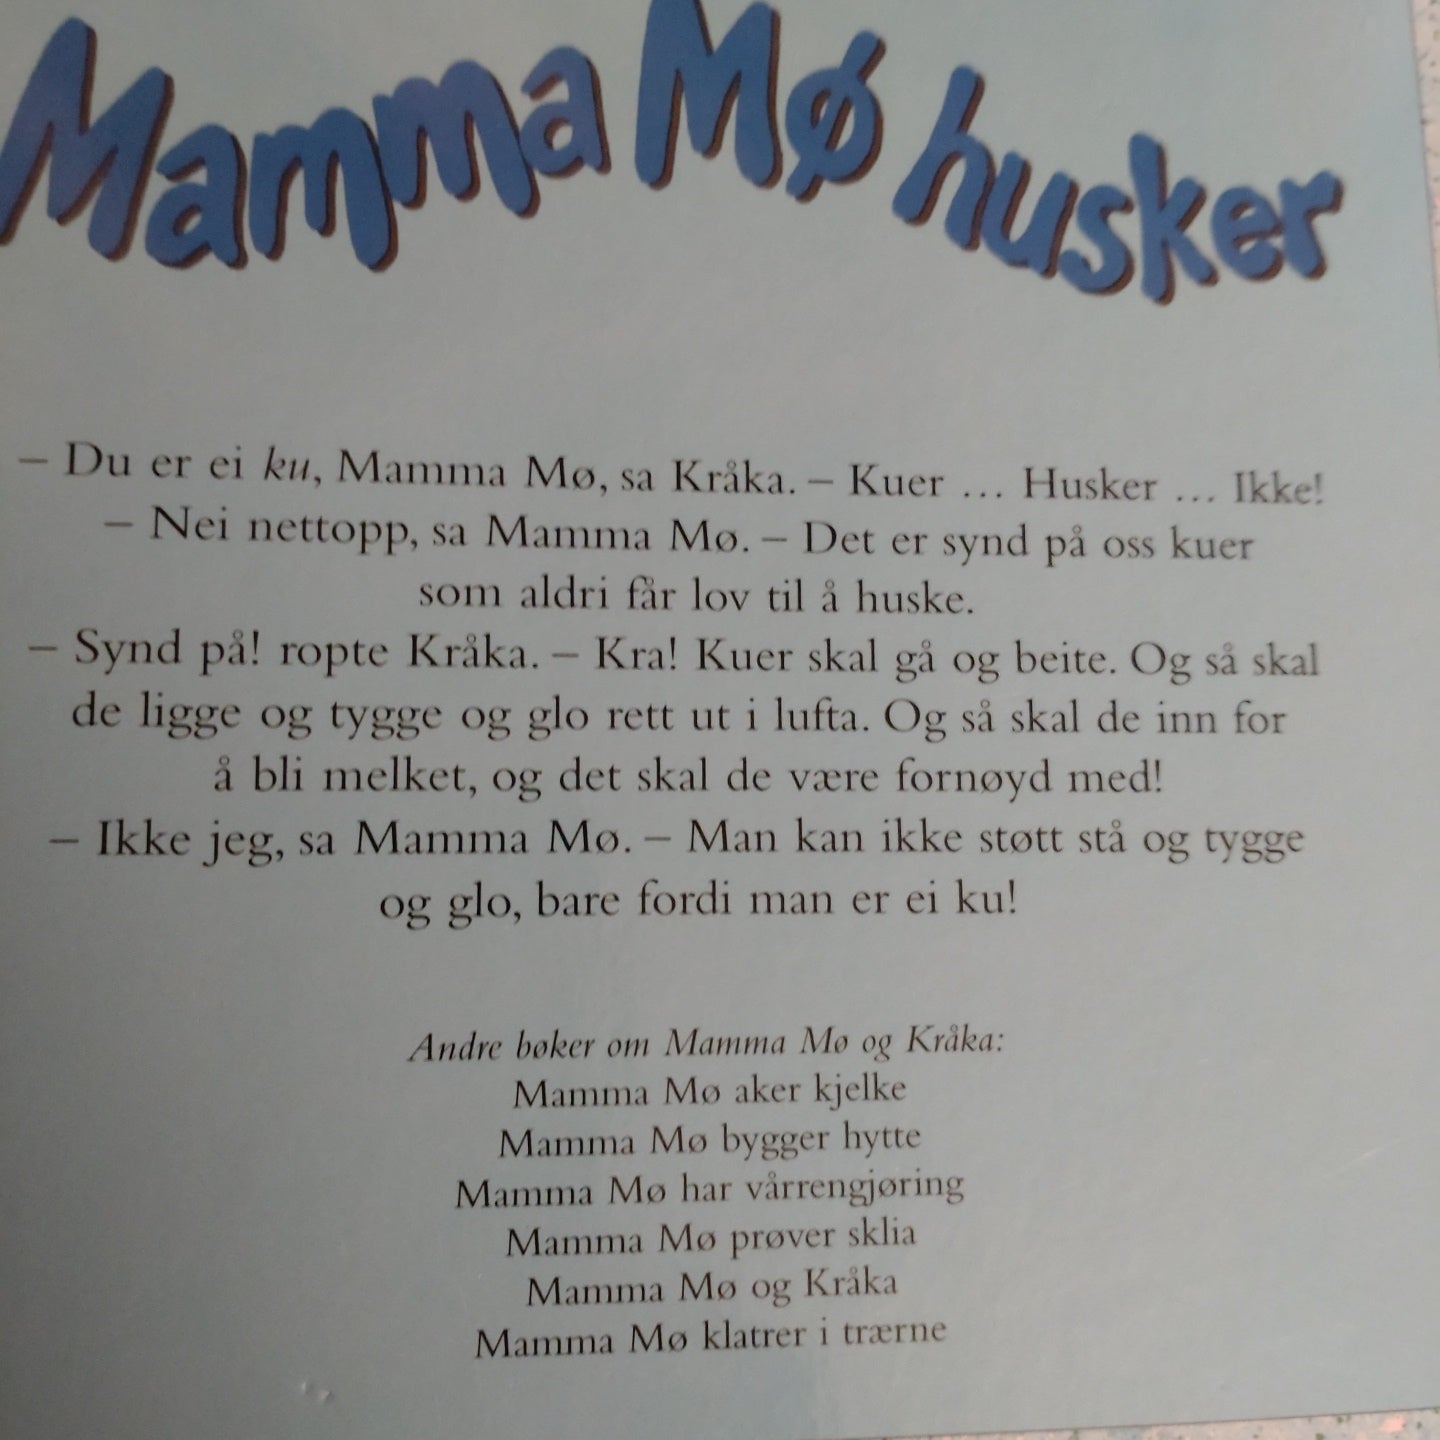 Mamma Mø husker
– Du er ei ku, Mamma Mø, sa Kråka. – Kuer … Husker … Ikke!
– Nei nettopp, sa Mamma Mø. – Det er synd på oss kuer
som aldri får lov til å huske.
– Synd på! ropte Kråka. – Kra! Kuer skal gå og beite. Og så skal
de ligge og tygge og glo rett ut i lufta. Og så skal de inn for
å bli melket, og det skal de være fornøyd med!
– Ikke jeg, sa Mamma Mø. – Man kan ikke støtt stå og tygge
og glo, bare fordi man er ei ku!
Andre bøker om Mamma Mø og Kråka:
Mamma Mø aker kjelke
Mamma Mø bygger hytte
Mamma Mø har vårrengjøring
Mamma Mø prøver sklia
Mamma Mø og Kråka
Mamma Mø klatrer i trærne